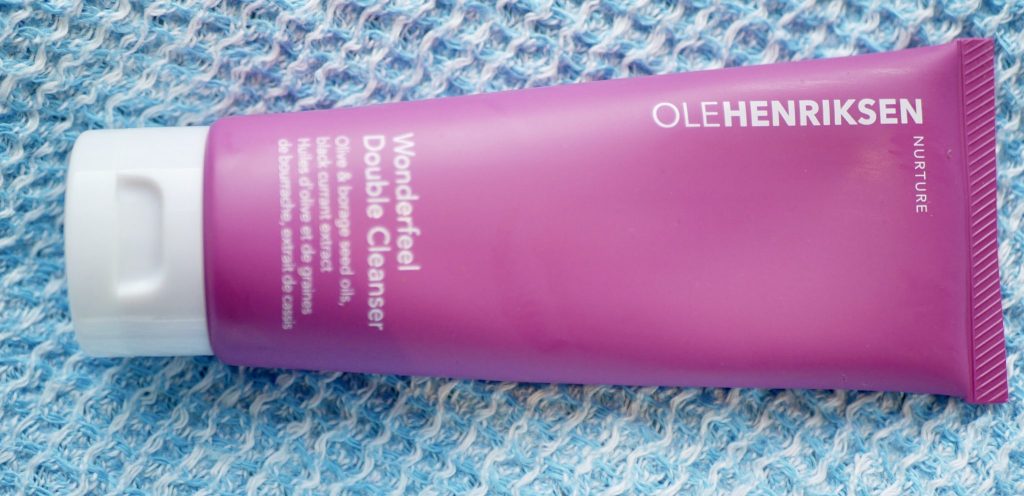 OLEHENRIKSEN
NURTURE
Wonderfeel
Double Cleanser
Olive & borage seed oils,
black currant extract
Huiles d'olive et de graines
de bourrache, extrait de cassis